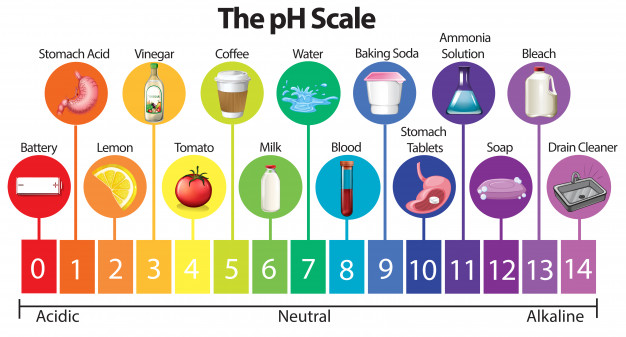 The pH Scale
Stomach Acid
Vinegar
Coffee
Water
Baking Soda
Ammonia
Solution
Bleach
Battery
Lemon
Tomato
Milk
Blood
Stomach
Tablets
Soap
Drain Cleaner
0 1 2 3 4 5 6 7 8 9 10 11 12 13 14
Acidic Neutral Alkaline